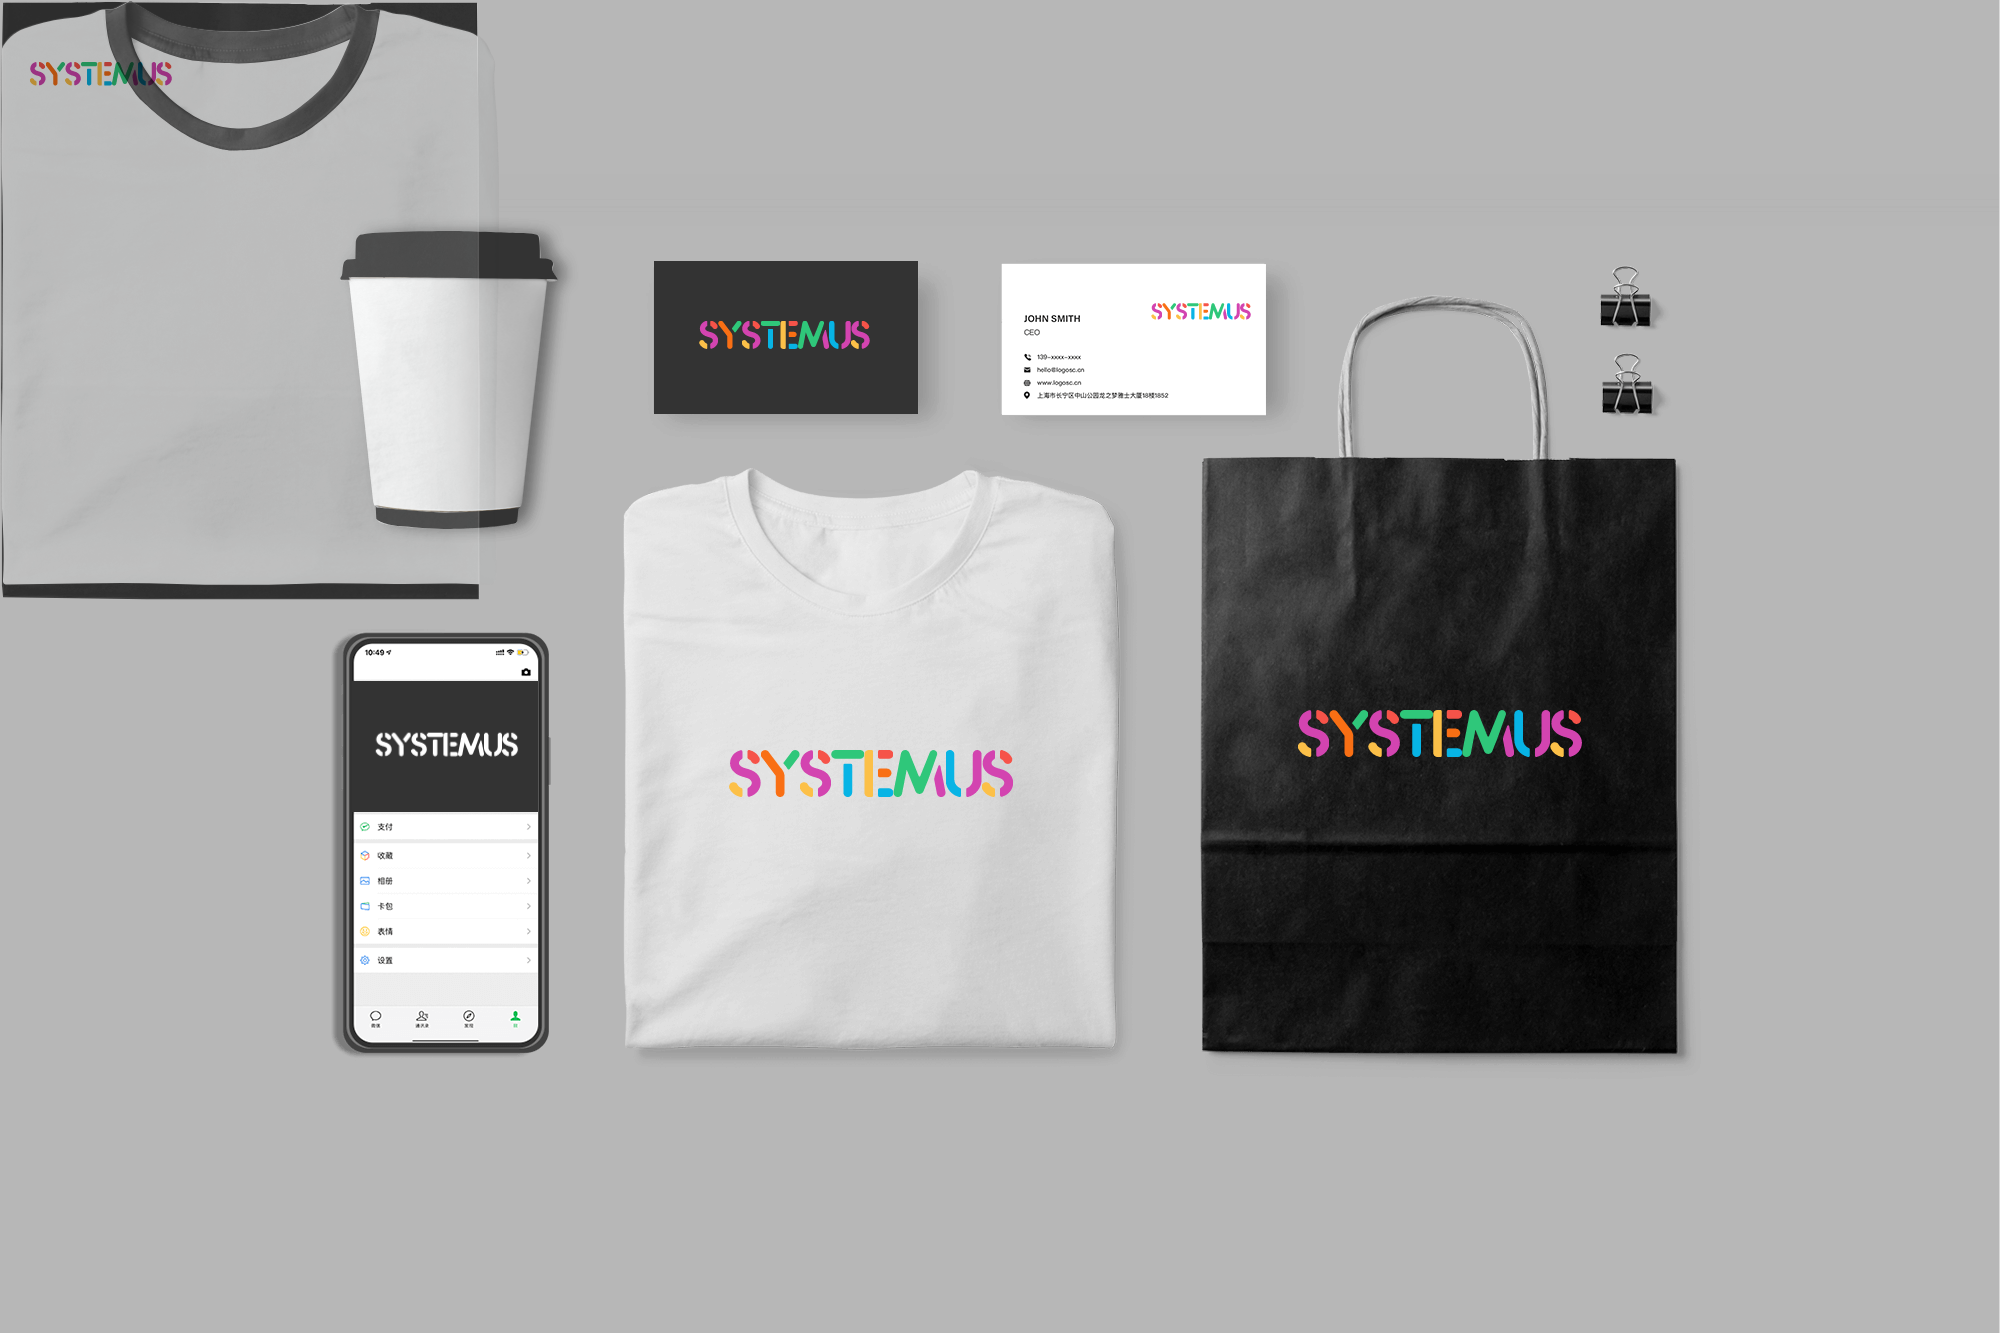 SYSTEMUS
SYSTEMUS
SYSTEMUS
JOHN SMITH
CEO
139-xxxx-xxxx
hello@logosc.cn
www.logosc.cn
上海市长宁区中山公园龙之梦雅士大厦18楼1852
10:49
SYSTEMUS
支付
收藏
相册
卡包
表情
设置
微信
通讯录
发现
我
SYSTEMUS
SYSTEMUS